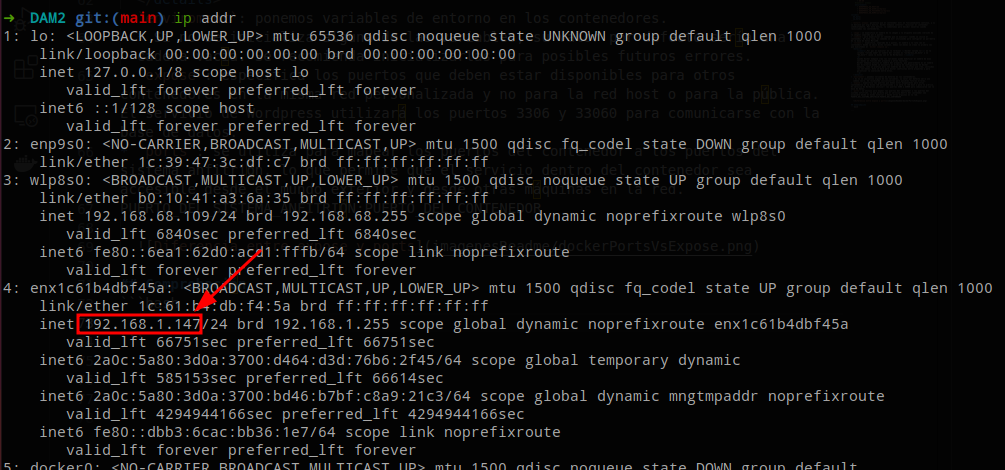 → DAM2 git:(main) ip addr
1: lo: <LOOPBACK,UP,LOWER_UP> mtu 65536 qdisc noqueue state UNKNOWN group default qlen 1000
link/loopback 00:00:00:00:00:00 brd 00:00:00:00:00:00
inet 127.0.0.1/8 scope host lo
valid_lft forever preferred_lft forever
inet6 ::1/128 scope host
valid_lft forever preferred_lft forever
2: enp9s0: <NO-CARRIER,BROADCAST,MULTICAST,UP> mtu 1500 qdisc fq_codel state DOWN group default qlen 1000
link/ether 1c:39:47:3c:df:c7 brd ff:ff:ff:ff:ff:ff
3: wlp8s0: <BROADCAST,MULTICAST,UP,LOWER_UP> mtu 1500 qdisc noqueue state UP group default qlen 1000
link/ether b0:10:41:a3:6a:35 brd ff:ff:ff:ff:ff:ff
inet 192.168.68.109/24 brd 192.168.68.255 scope global dynamic noprefixroute wlp8s0
valid_lft 6840sec preferred_lft 6840sec
inet6 fe80::6ea1:62d0:acd1:fffb/64 scope link noprefixroute
valid_lft forever preferred_lft forever
4: enx1c61b4dbf45a: <BROADCAST,MULTICAST,UP,LOWER_UP> mtu 1500 qdisc fq_codel state UP group default qlen 1000
link/ether 1c:61:b4:db:f4:5a brd ff:ff:ff:ff:ff:ff
inet 192.168.1.147/24 brd 192.168.1.255 scope global dynamic noprefixroute enx1c61b4dbf45a
valid_lft 66751sec preferred_lft 66751sec
inet6 2a0c:5a80:3d0a:3700:d464:d3d:76b6:2f45/64 scope global temporary dynamic
valid_lft 585153sec preferred_lft 66614sec
inet6 2a0c:5a80:3d0a:3700:bd46:b7bf:c8a9:21c3/64 scope global dynamic mngtmpaddr noprefixroute
valid_lft 4294944166sec preferred_lft 4294944166sec
inet6 fe80::dbb3:6cac:bb36:1e7/64 scope link noprefixroute
valid_lft forever preferred_lft forever
5: docker0: <NO-CARRIER,BROADCAST,MULTICAST,UP> mtu 1500 qdisc noqueue state DOWN group default